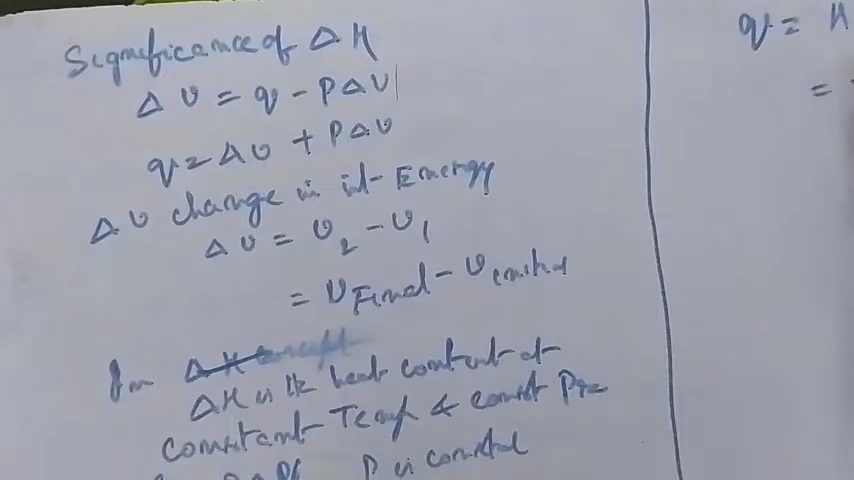 Significance of ΔH
ΔU = q - PΔV
q = ΔU + PΔV
ΔU change in int- Energy
ΔU = U2 - U1
= UFinal - Uinitial
ΔH
ΔH is the heat content at
constant Temp & const Pre
P is constant
q = H
=